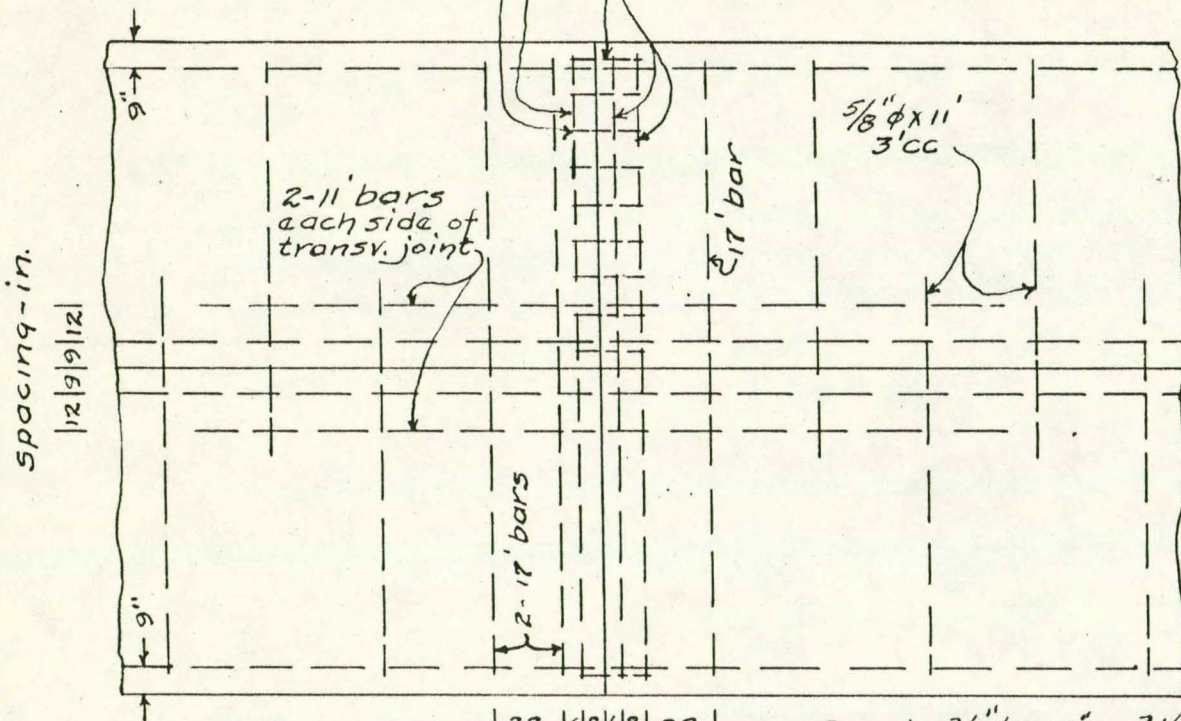 9"
5/8" φ x 11'
3' cc
2-11' bars
each side of
transv. joint
17' bar
spacing-in.
12|9|9|12
2-17' bars
9"